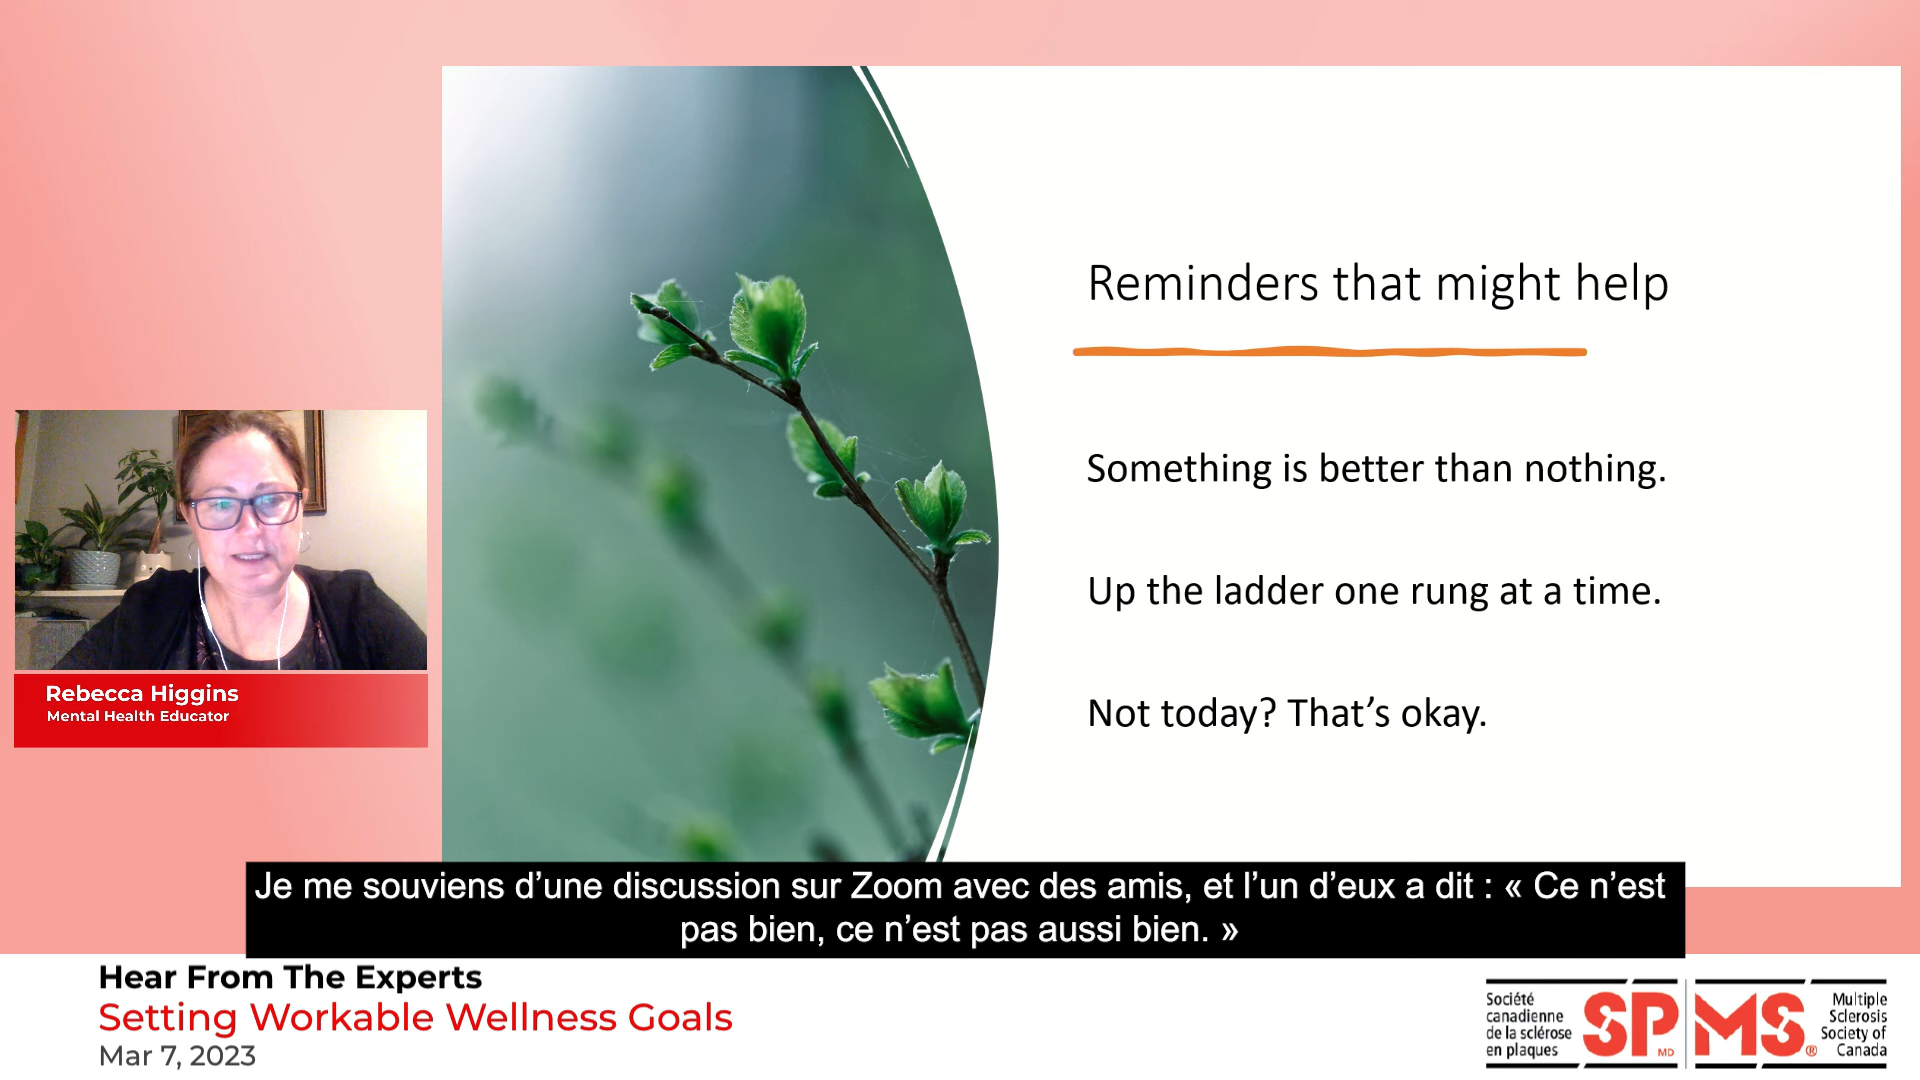 Reminders that might help
Something is better than nothing.
Up the ladder one rung at a time.
Not today? That’s okay.
Rebecca Higgins
Mental Health Educator
Je me souviens d’une discussion sur Zoom avec des amis, et l’un d’eux a dit : « Ce n’est
pas bien, ce n’est pas aussi bien. »
Hear From The Experts
Setting Workable Wellness Goals
Mar 7, 2023
Société
canadienne
de la sclérose
en plaques
SP MD
MS ®
Multiple
Sclerosis
Society of
Canada